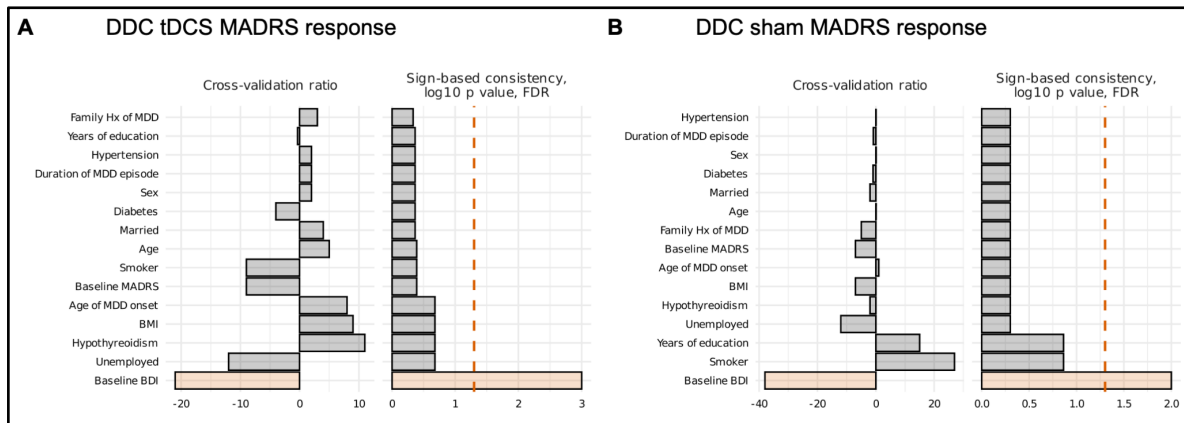 A DDC tDCS MADRS response
Cross-validation ratio
Sign-based consistency,
log10 p value, FDR
Family Hx of MDD
Years of education
Hypertension
Duration of MDD episode
Sex
Diabetes
Married
Age
Smoker
Baseline MADRS
Age of MDD onset
BMI
Hypothyreoidism
Unemployed
Baseline BDI
-20 -10 0 10
0 1 2 3
B DDC sham MADRS response
Cross-validation ratio
Sign-based consistency,
log10 p value, FDR
Hypertension
Duration of MDD episode
Sex
Diabetes
Married
Age
Family Hx of MDD
Baseline MADRS
Age of MDD onset
BMI
Hypothyreoidism
Unemployed
Years of education
Smoker
Baseline BDI
-40 -20 0 20
0.0 0.5 1.0 1.5 2.0